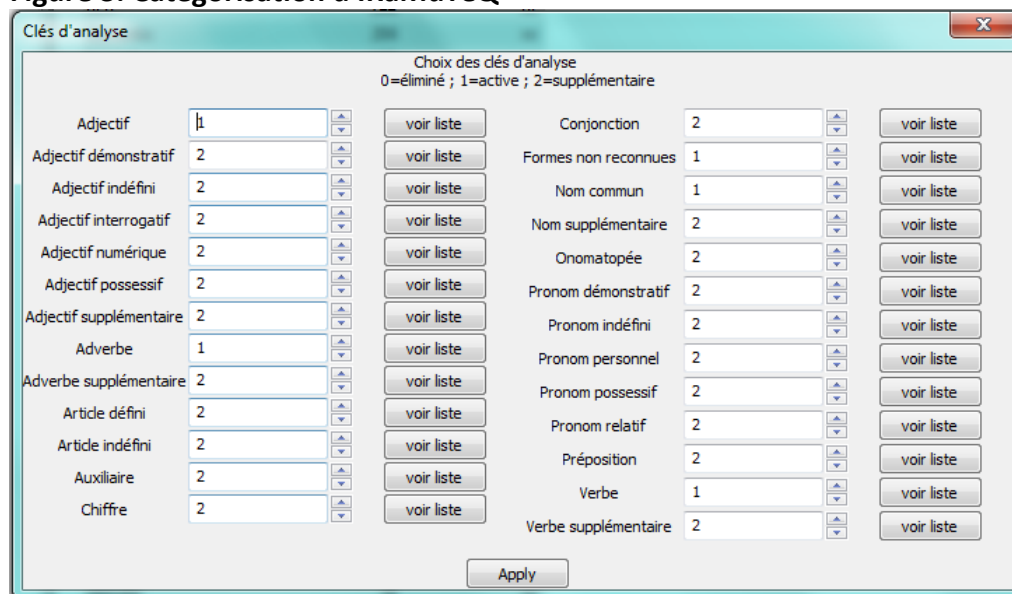 Clés d'analyse
Choix des clés d'analyse
0=éliminé ; 1=active ; 2=supplémentaire
Adjectif 1 voir liste
Adjectif démonstratif 2 voir liste
Adjectif indéfini 2 voir liste
Adjectif interrogatif 2 voir liste
Adjectif numérique 2 voir liste
Adjectif possessif 2 voir liste
Adjectif supplémentaire 2 voir liste
Adverbe 1 voir liste
Adverbe supplémentaire 2 voir liste
Article défini 2 voir liste
Article indéfini 2 voir liste
Auxiliaire 2 voir liste
Chiffre 2 voir liste
Conjonction 2 voir liste
Formes non reconnues 1 voir liste
Nom commun 1 voir liste
Nom supplémentaire 2 voir liste
Onomatopée 2 voir liste
Pronom démonstratif 2 voir liste
Pronom indéfini 2 voir liste
Pronom personnel 2 voir liste
Pronom possessif 2 voir liste
Pronom relatif 2 voir liste
Préposition 2 voir liste
Verbe 1 voir liste
Verbe supplémentaire 2 voir liste
Apply